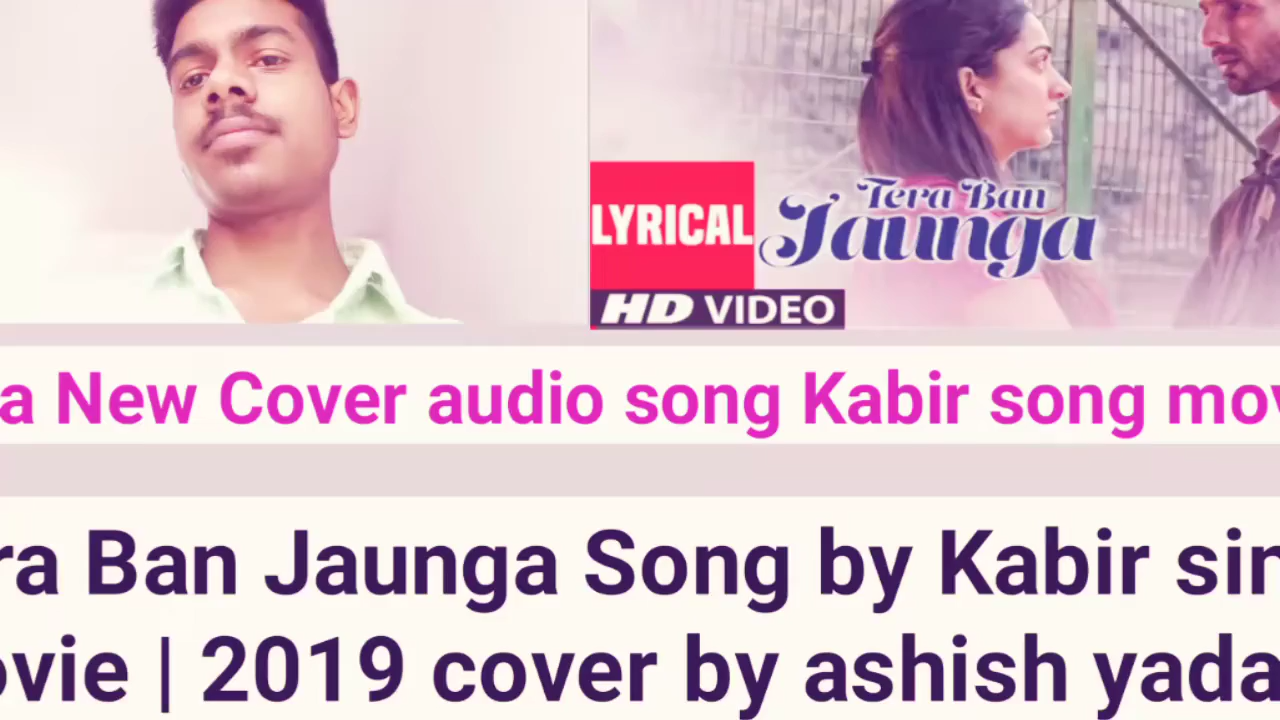 Tera Ban
Jaunga
LYRICAL
HD VIDEO
a New Cover audio song Kabir song mov
ra Ban Jaunga Song by Kabir sin
ovie | 2019 cover by ashish yada